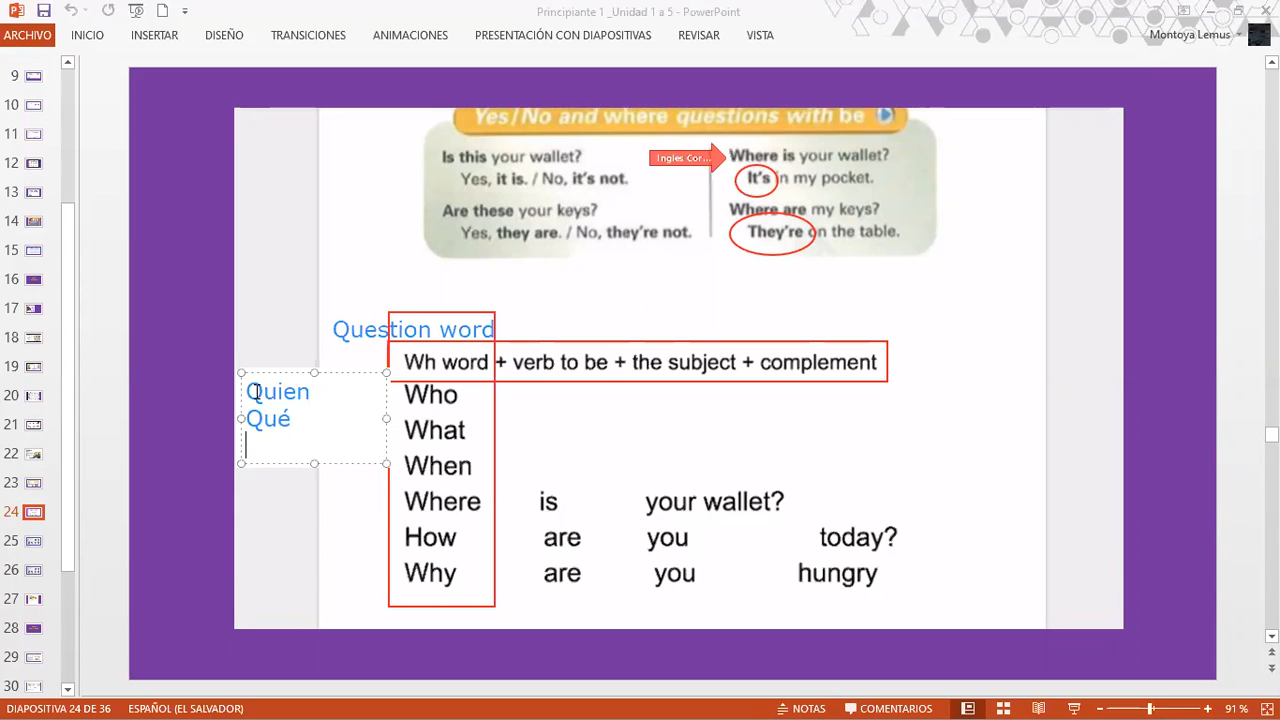 Principiante 1 _Unidad 1 a 5 - PowerPoint
ARCHIVO INICIO INSERTAR DISEÑO TRANSICIONES ANIMACIONES PRESENTACIÓN CON DIAPOSITIVAS REVISAR VISTA Montoya Lemus
Yes/No and where questions with be
Is this your wallet?
Yes, it is. / No, it's not.
Are these your keys?
Yes, they are. / No, they're not.
Ingles Cor...
Where is your wallet?
It's in my pocket.
Where are my keys?
They're on the table.
Question word
Wh word + verb to be + the subject + complement
Quien
Qué
Who
What
When
Where is your wallet?
How are you today?
Why are you hungry
9
10
11
12
13
14
15
16
17
18
19
20
21
22
23
24
25
26
27
28
29
30
DIAPOSITIVA 24 DE 36 ESPAÑOL (EL SALVADOR) NOTAS COMENTARIOS 91 %